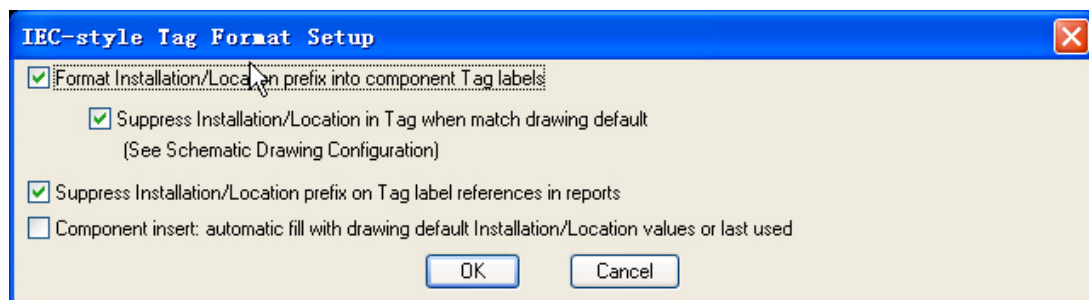 IEC-style Tag Format Setup
Format Installation/Location prefix into component Tag labels
Suppress Installation/Location in Tag when match drawing default
(See Schematic Drawing Configuration)
Suppress Installation/Location prefix on Tag label references in reports
Component insert: automatic fill with drawing default Installation/Location values or last used
OK Cancel